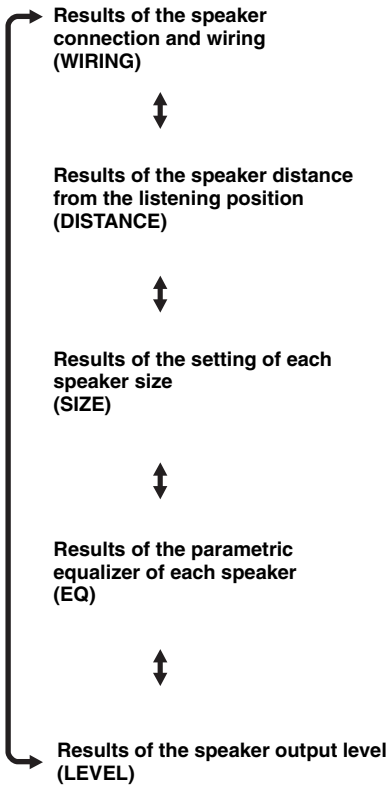 Results of the speaker
connection and wiring
(WIRING)
Results of the speaker distance
from the listening position
(DISTANCE)
Results of the setting of each
speaker size
(SIZE)
Results of the parametric
equalizer of each speaker
(EQ)
Results of the speaker output level
(LEVEL)